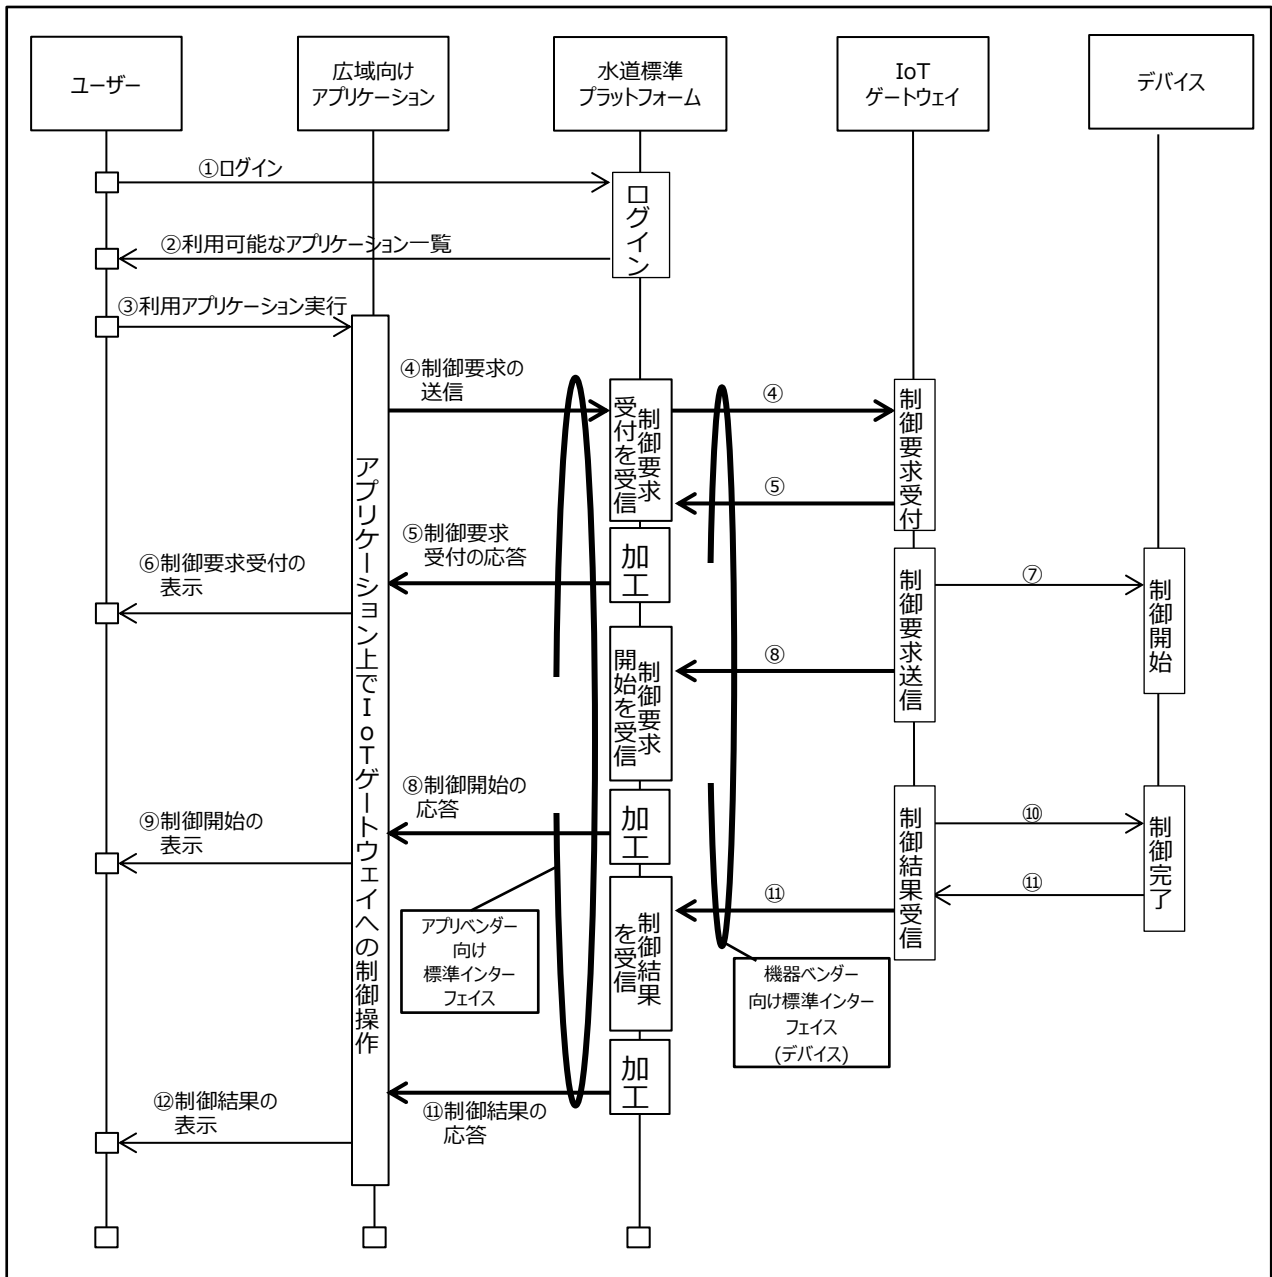 ユーザー
広域向け
アプリケーション
水道標準
プラットフォーム
IoT
ゲートウェイ
デバイス
①ログイン
ログイン
②利用可能なアプリケーション一覧
③利用アプリケーション実行
アプリケーション上でIoTゲートウェイへの制御操作
④制御要求の
送信
制御要求
受付を受信
④
制御要求受付
⑤
⑤制御要求
受付の応答
加工
⑥制御要求受付の
表示
制御要求送信
⑦
制御開始
制御要求
開始を受信
⑧
⑧制御開始の
応答
加工
⑨制御開始の
表示
制御結果受信
⑩
制御完了
⑪
⑪
制御結果
を受信
アプリベンダー
向け
標準インター
フェイス
機器ベンダー
向け標準インター
フェイス
(デバイス)
加工
⑪制御結果の
応答
⑫制御結果の
表示